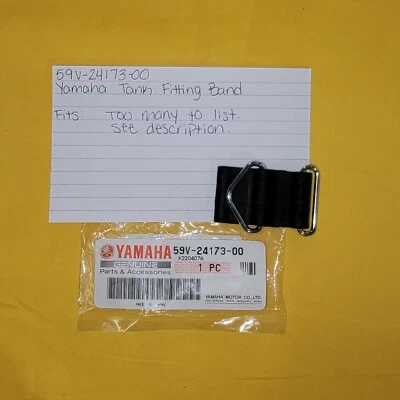 59V-24173-00
Yamaha Tank Fitting Band
Fits: Too many to list.
See description.
YAMAHA 59V-24173-00
GENUINE K220407A
Parts & Accessories 1 PC
YAMAHA MOTOR CO.,LTD.